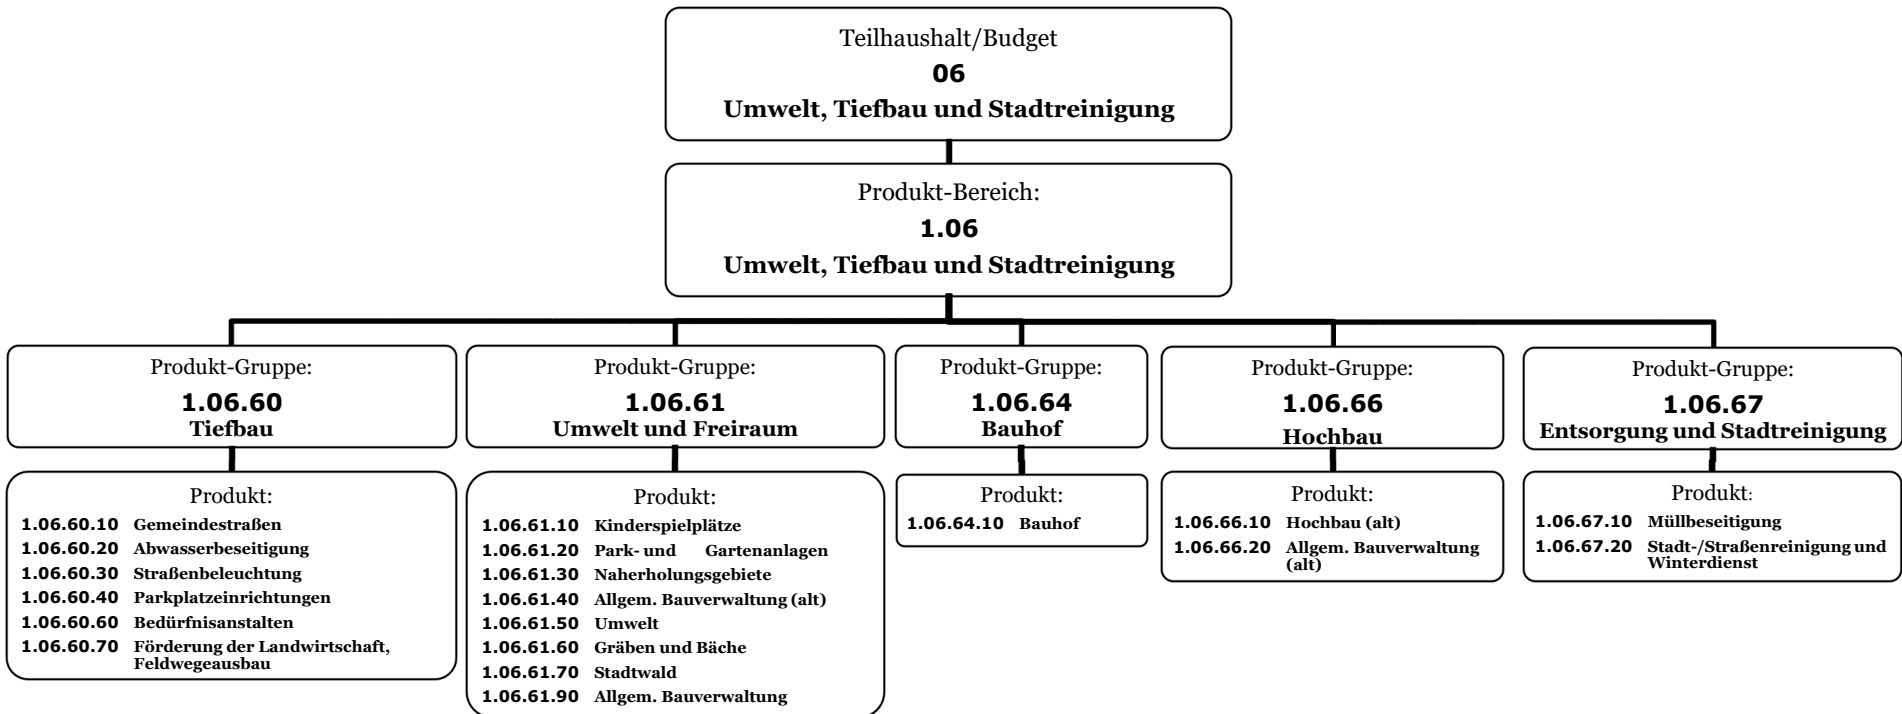 Teilhaushalt/Budget
06
Umwelt, Tiefbau und Stadtreinigung
Produkt-Bereich:
1.06
Umwelt, Tiefbau und Stadtreinigung
Produkt-Gruppe:
1.06.60
Tiefbau
Produkt:
1.06.60.10 Gemeindestraßen
1.06.60.20 Abwasserbeseitigung
1.06.60.30 Straßenbeleuchtung
1.06.60.40 Parkplatzeinrichtungen
1.06.60.60 Bedürfnisanstalten
1.06.60.70 Förderung der Landwirtschaft,
Feldwegeausbau
Produkt-Gruppe:
1.06.61
Umwelt und Freiraum
Produkt:
1.06.61.10 Kinderspielplätze
1.06.61.20 Park- und Gartenanlagen
1.06.61.30 Naherholungsgebiete
1.06.61.40 Allgem. Bauverwaltung (alt)
1.06.61.50 Umwelt
1.06.61.60 Gräben und Bäche
1.06.61.70 Stadtwald
1.06.61.90 Allgem. Bauverwaltung
Produkt-Gruppe:
1.06.64
Bauhof
Produkt:
1.06.64.10 Bauhof
Produkt-Gruppe:
1.06.66
Hochbau
Produkt:
1.06.66.10 Hochbau (alt)
1.06.66.20 Allgem. Bauverwaltung
(alt)
Produkt-Gruppe:
1.06.67
Entsorgung und Stadtreinigung
Produkt:
1.06.67.10 Müllbeseitigung
1.06.67.20 Stadt-/Straßenreinigung und
Winterdienst